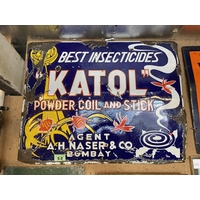 BEST INSECTICIDES
"KATOL"
POWDER COIL AND STICK
AGENT
A.H. NASER & CO.
BOMBAY